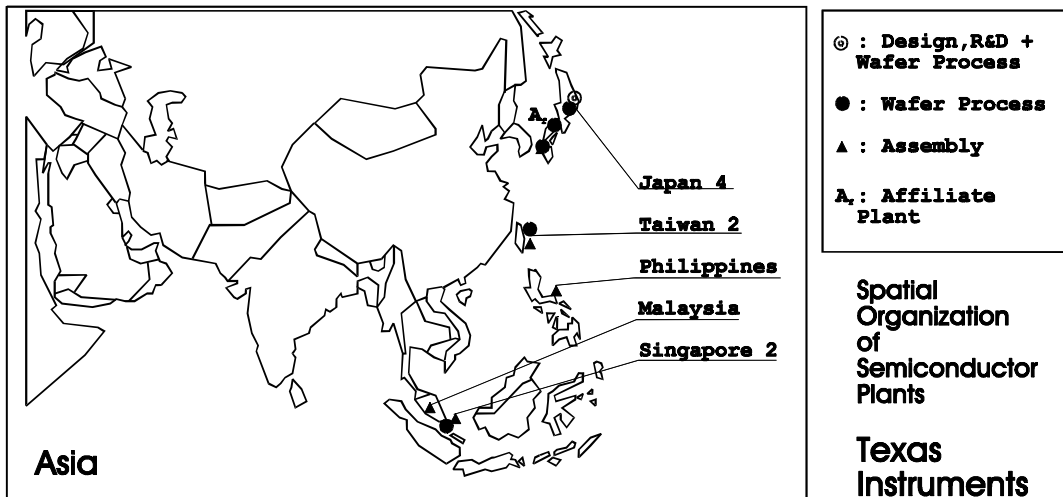 A.
Japan 4
Taiwan 2
Philippines
Malaysia
Singapore 2
Asia
: Design,R&D +
Wafer Process
: Wafer Process
: Assembly
A.: Affiliate
Plant
Spatial
Organization
of
Semiconductor
Plants
Texas
Instruments